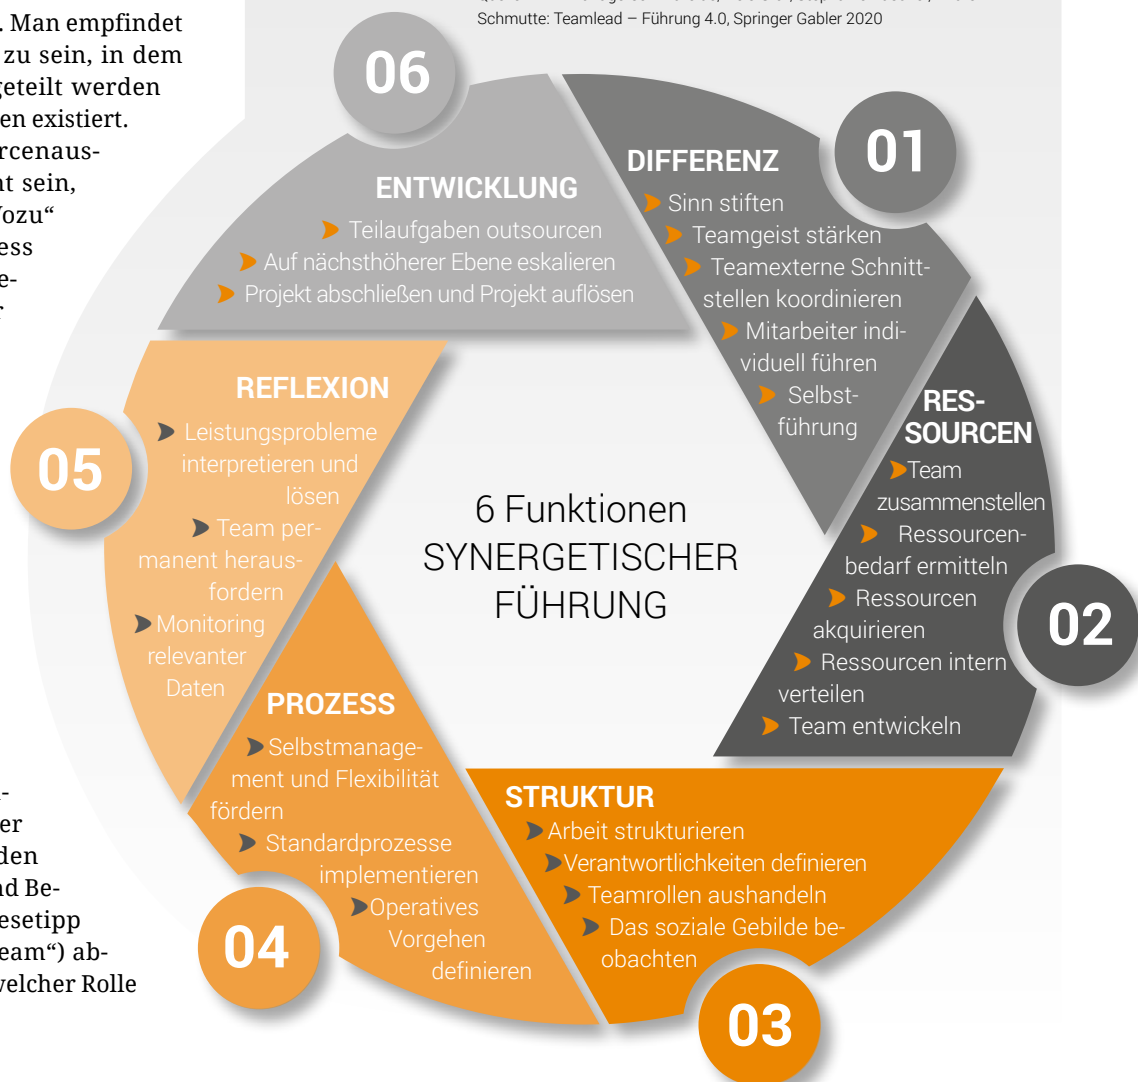 Schmutte: Teamlead – Führung 4.0, Springer Gabler 2020
. Man empfindet
zu sein, in dem
geteilt werden
en existiert.
rcenaus-
t sein,
ozu“
ess
e-
r
-
er
den
nd Be-
esetipp
eam“) ab-
welcher Rolle
6 Funktionen
SYNERGETISCHER
FÜHRUNG
01
DIFFERENZ
Sinn stiften
Teamgeist stärken
Teamexterne Schnitt-
stellen koordinieren
Mitarbeiter indi-
viduell führen
Selbst-
führung
02
RES-
SOURCEN
Team
zusammenstellen
Ressourcen-
bedarf ermitteln
Ressourcen
akquirieren
Ressourcen intern
verteilen
Team entwickeln
03
STRUKTUR
Arbeit strukturieren
Verantwortlichkeiten definieren
Teamrollen aushandeln
Das soziale Gebilde be-
obachten
04
PROZESS
Selbstmanage-
ment und Flexibilität
fördern
Standardprozesse
implementieren
Operatives
Vorgehen
definieren
05
REFLEXION
Leistungsprobleme
interpretieren und
lösen
Team per-
manent heraus-
fordern
Monitoring
relevanter
Daten
06
ENTWICKLUNG
Teilaufgaben outsourcen
Auf nächsthöherer Ebene eskalieren
Projekt abschließen und Projekt auflösen